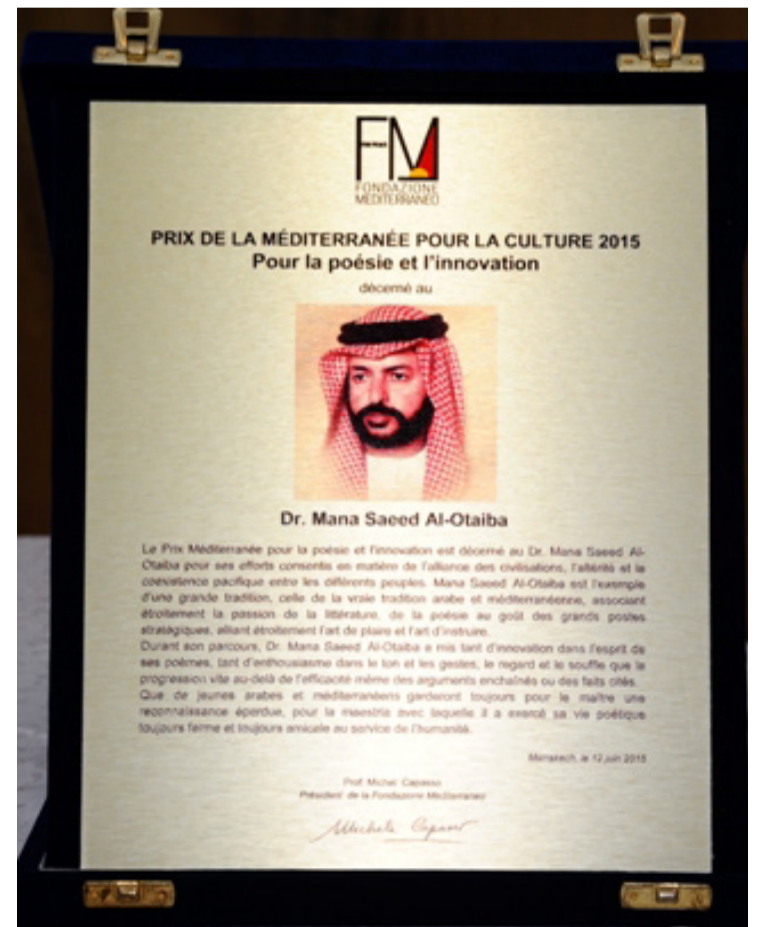 FM
FONDAZIONE
MEDITERRANEO
PRIX DE LA MÉDITERRANÉE POUR LA CULTURE 2015
Pour la poésie et l'innovation
décerné au
Dr. Mana Saeed Al-Otaiba
Le Prix Méditerranée pour la poésie et l'innovation est décerné au Dr. Mana Saeed Al-
Otaiba pour ses efforts consentis en matière de l'alliance des civilisations, l'altérité et la
coexistence pacifique entre les différents peuples. Mana Saeed Al-Otaiba est l'exemple
d'une grande tradition, celle de la vraie tradition arabe et méditerranéenne, associant
étroitement la passion de la littérature, de la poésie au goût des grands postes
stratégiques, alliant étroitement l'art de plaire et l'art d'instruire.
Durant son parcours, Dr. Mana Saeed Al-Otaiba a mis tant d'innovation dans l'esprit de
ses poèmes, tant d'enthousiasme dans le ton et les gestes, le regard et le souffle que la
progression vite au-delà de l'efficacité même des arguments enchaînés ou des faits cités.
Que de jeunes arabes et méditerranéens garderont toujours pour le maître une
reconnaissance éperdue, pour la maestria avec laquelle il a exercé sa vie poétique
toujours ferme et toujours amicale au service de l'humanité.
Marrakech, le 12 juin 2015
Prof. Michel Capasso
Président de la Fondazione Mediterraneo
Michele Capasso